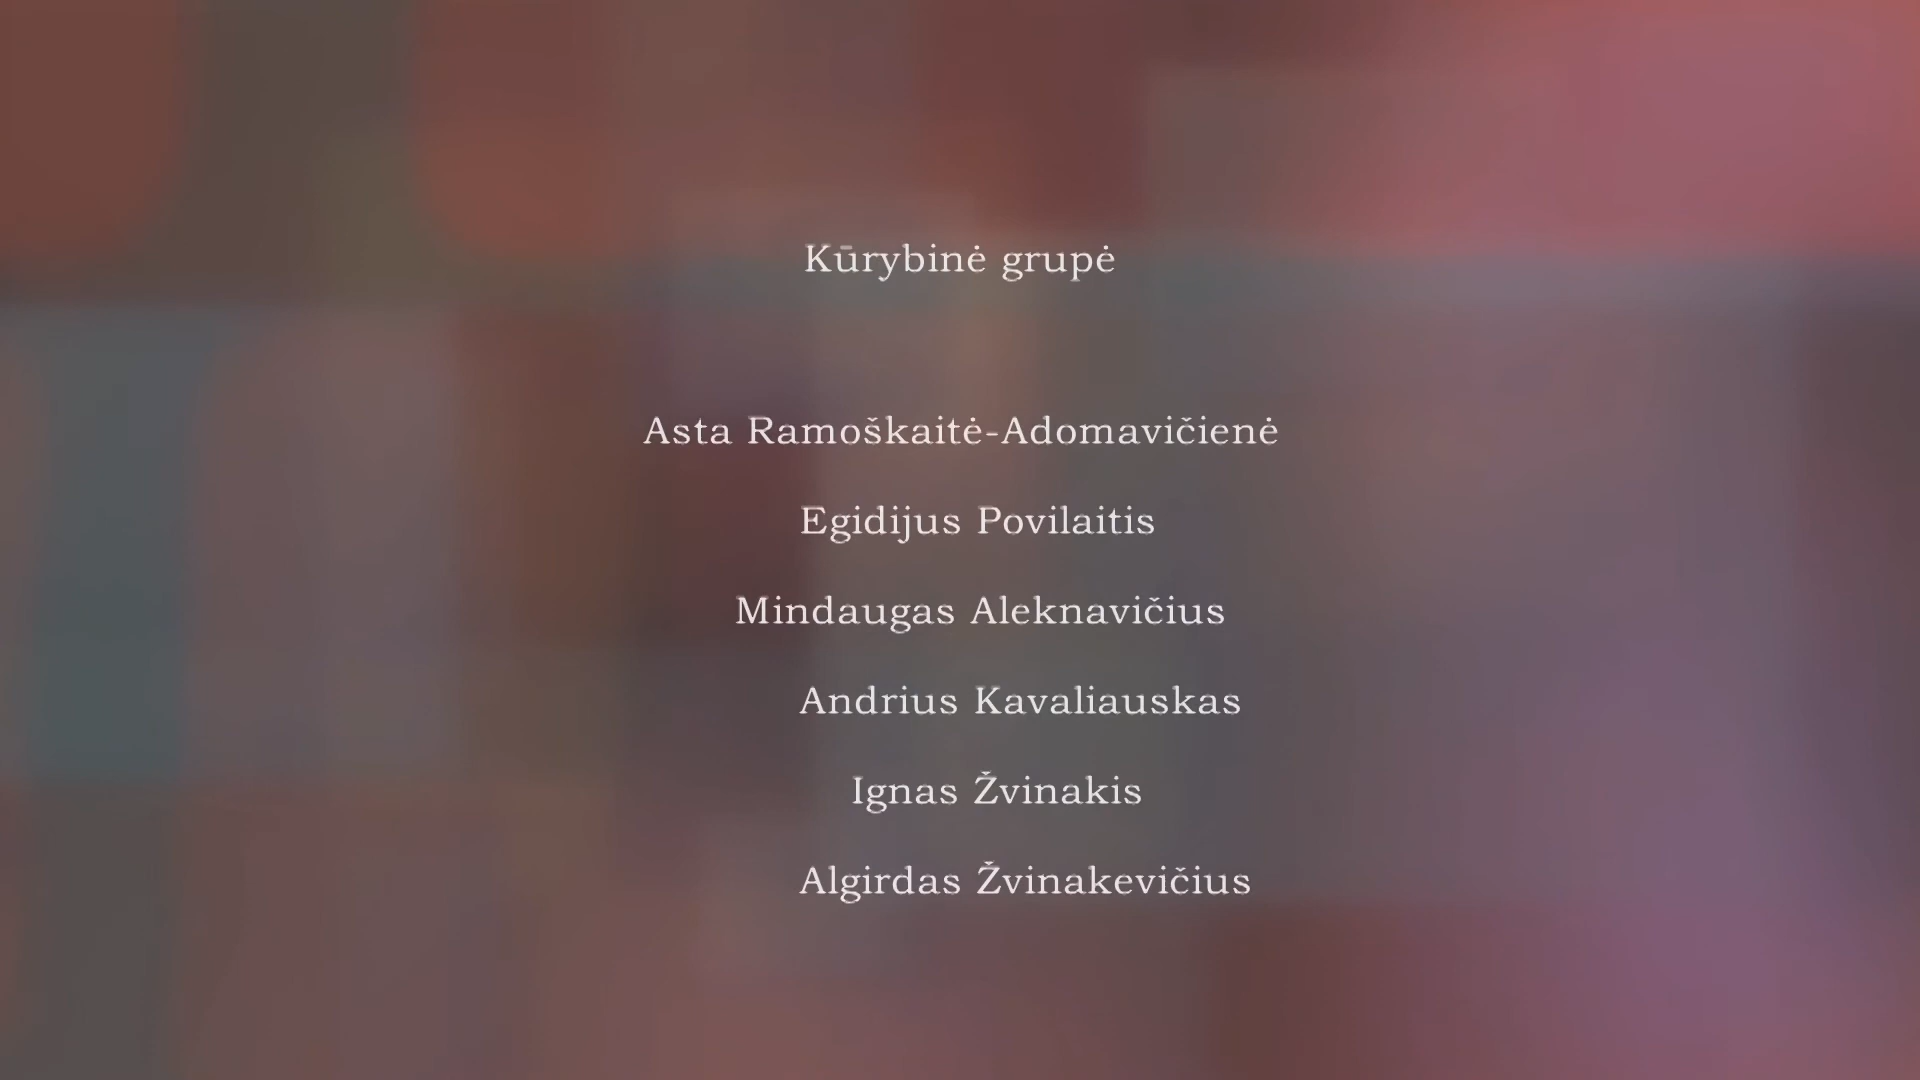 Kūrybinė grupė
Asta Ramoškaitė-Adomavičienė
Egidijus Povilaitis
Mindaugas Aleknavičius
Andrius Kavaliauskas
Ignas Žvinakis
Algirdas Žvinakevičius